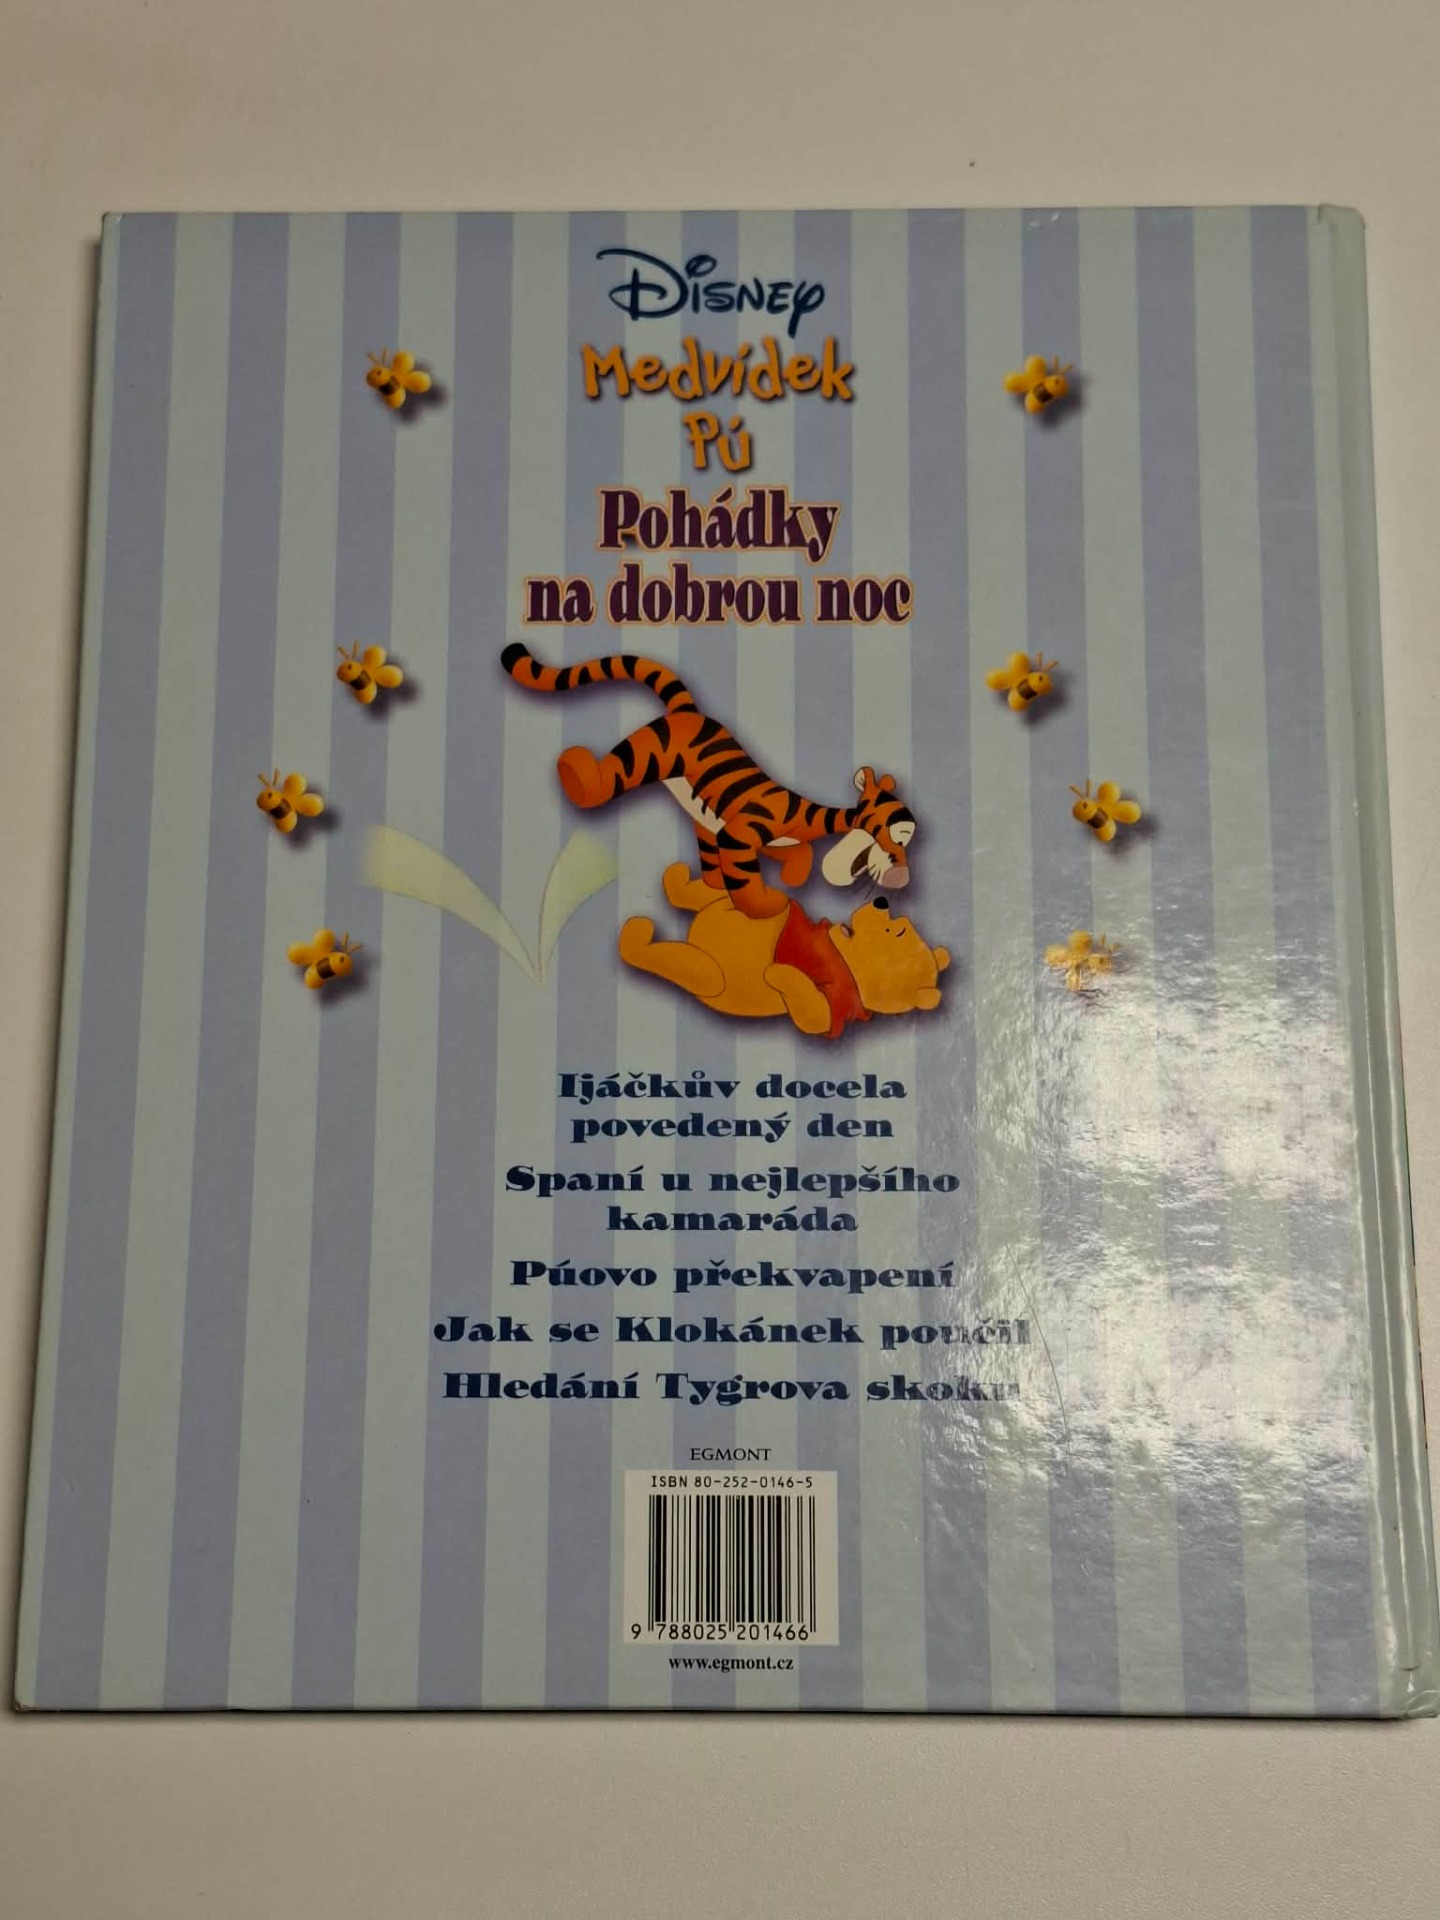 Disney
Medvídek
Pú
Pohádky
na dobrou noc
Ijáčkův docela
povedený den
Spaní u nejlepšího
kamaráda
Púovo překvapení
Jak se Klokánek poučil
Hledání Tygrova skoku
EGMONT
ISBN 80-252-0146-5
9 788025 201466
www.egmont.cz